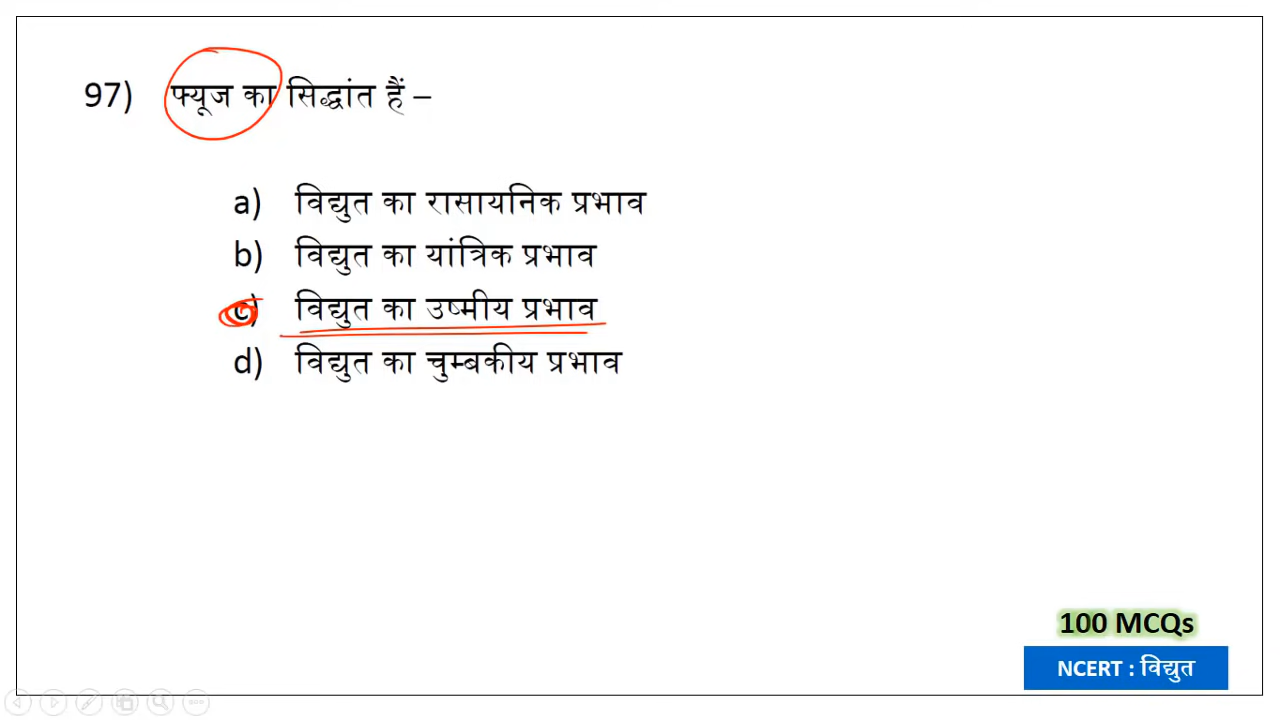 97) फ्यूज का सिद्धांत हैं –
a) विद्युत का रासायनिक प्रभाव
b) विद्युत का यांत्रिक प्रभाव
c) विद्युत का उष्मीय प्रभाव
d) विद्युत का चुम्बकीय प्रभाव
100 MCQs
NCERT : विद्युत